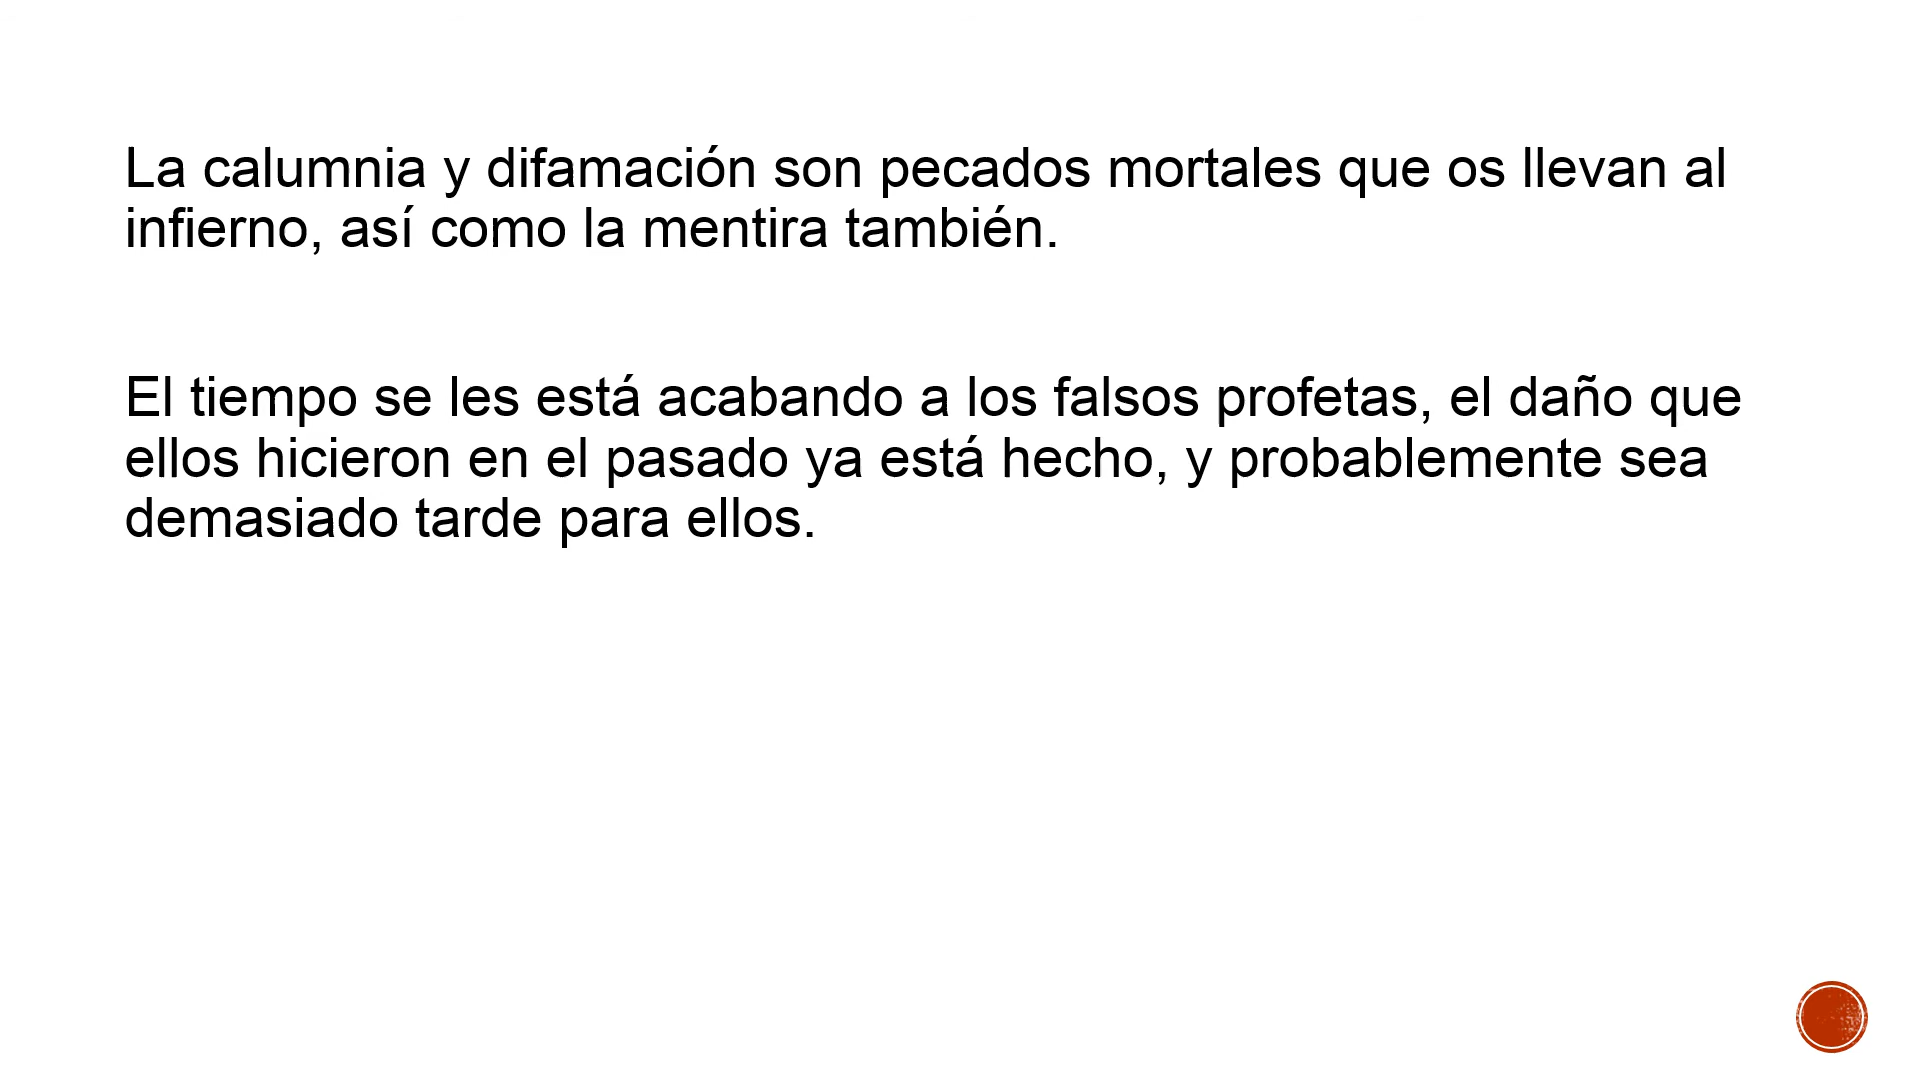 La calumnia y difamación son pecados mortales que os llevan al
infierno, así como la mentira también.
El tiempo se les está acabando a los falsos profetas, el daño que
ellos hicieron en el pasado ya está hecho, y probablemente sea
demasiado tarde para ellos.